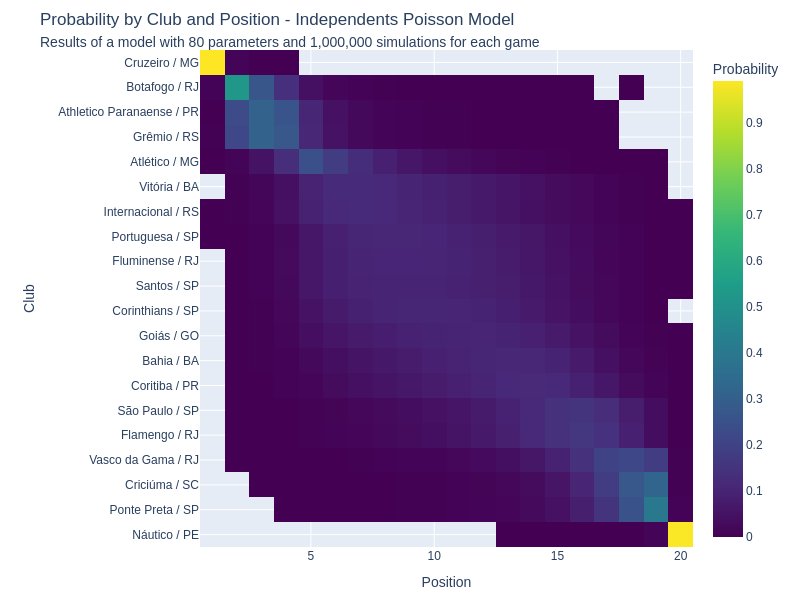 Probability by Club and Position - Independents Poisson Model
Results of a model with 80 parameters and 1,000,000 simulations for each game
Probability
Cruzeiro / MG
Botafogo / RJ
Athletico Paranaense / PR
Grêmio / RS
Atlético / MG
Vitória / BA
Internacional / RS
Portuguesa / SP
Fluminense / RJ
Santos / SP
Corinthians / SP
Goiás / GO
Bahia / BA
Coritiba / PR
São Paulo / SP
Flamengo / RJ
Vasco da Gama / RJ
Criciúma / SC
Ponte Preta / SP
Náutico / PE
Club
5
10
15
20
Position
0.9
0.8
0.7
0.6
0.5
0.4
0.3
0.2
0.1
0